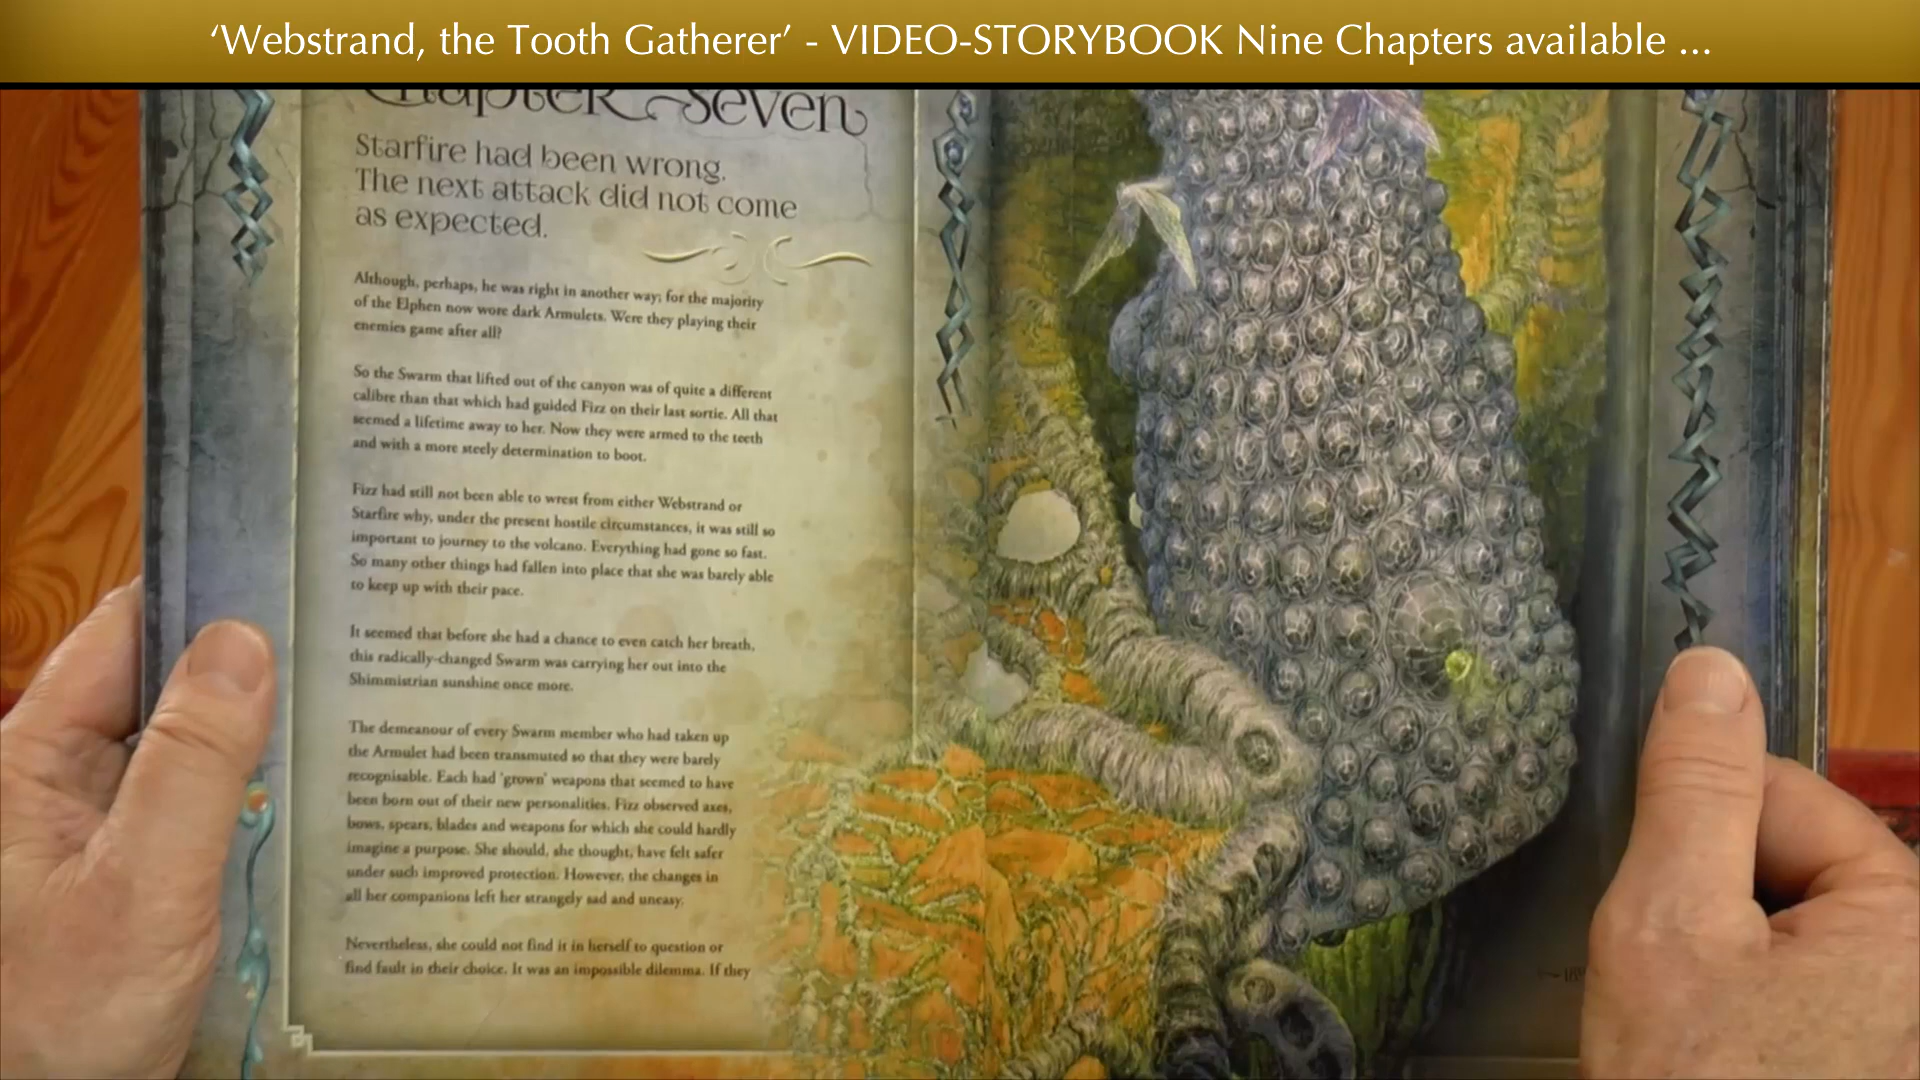 ‘Webstrand, the Tooth Gatherer’ - VIDEO-STORYBOOK Nine Chapters available ...
Chapter Seven
Starfire had been wrong.
The next attack did not come
as expected.
Although, perhaps, he was right in another way; for the majority
of the Elphen now wore dark Armulets. Were they playing their
enemies game after all?
So the Swarm that lifted out of the canyon was of quite a different
calibre than that which had guided Fizz on their last sortie. All that
seemed a lifetime away to her. Now they were armed to the teeth
and with a more steely determination to boot.
Fizz had still not been able to wrest from either Webstrand or
Starfire why, under the present hostile circumstances, it was still so
important to journey to the volcano. Everything had gone so fast.
So many other things had fallen into place that she was barely able
to keep up with their pace.
It seemed that before she had a chance to even catch her breath,
this radically-changed Swarm was carrying her out into the
Shimmistrian sunshine once more.
The demeanour of every Swarm member who had taken up
the Armulet had been transmuted so that they were barely
recognisable. Each had 'grown' weapons that seemed to have
been born out of their new personalities. Fizz observed axes,
bows, spears, blades and weapons for which she could hardly
imagine a purpose. She should, she thought, have felt safer
under such improved protection. However, the changes in
all her companions left her strangely sad and uneasy.
Nevertheless, she could not find it in herself to question or
find fault in their choice. It was an impossible dilemma. If they